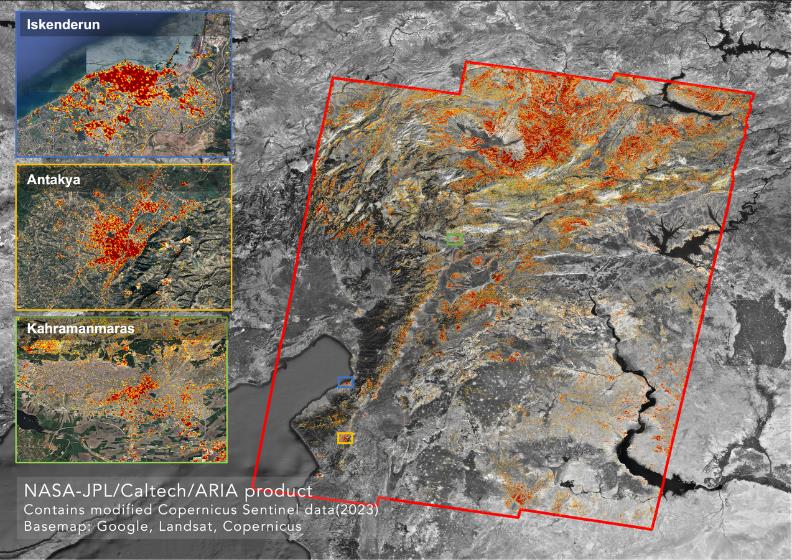 Iskenderun
Antakya
Kahramanmaras
NASA-JPL/Caltech/ARIA product
Contains modified Copernicus Sentinel data(2023)
Basemap: Google, Landsat, Copernicus